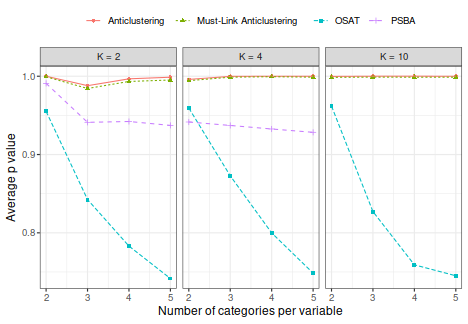 Anticlustering Must-Link Anticlustering OSAT PSBA
K = 2 K = 4 K = 10
1.0
0.9
0.8
Average p value
2 3 4 5 2 3 4 5 2 3 4 5
Number of categories per variable